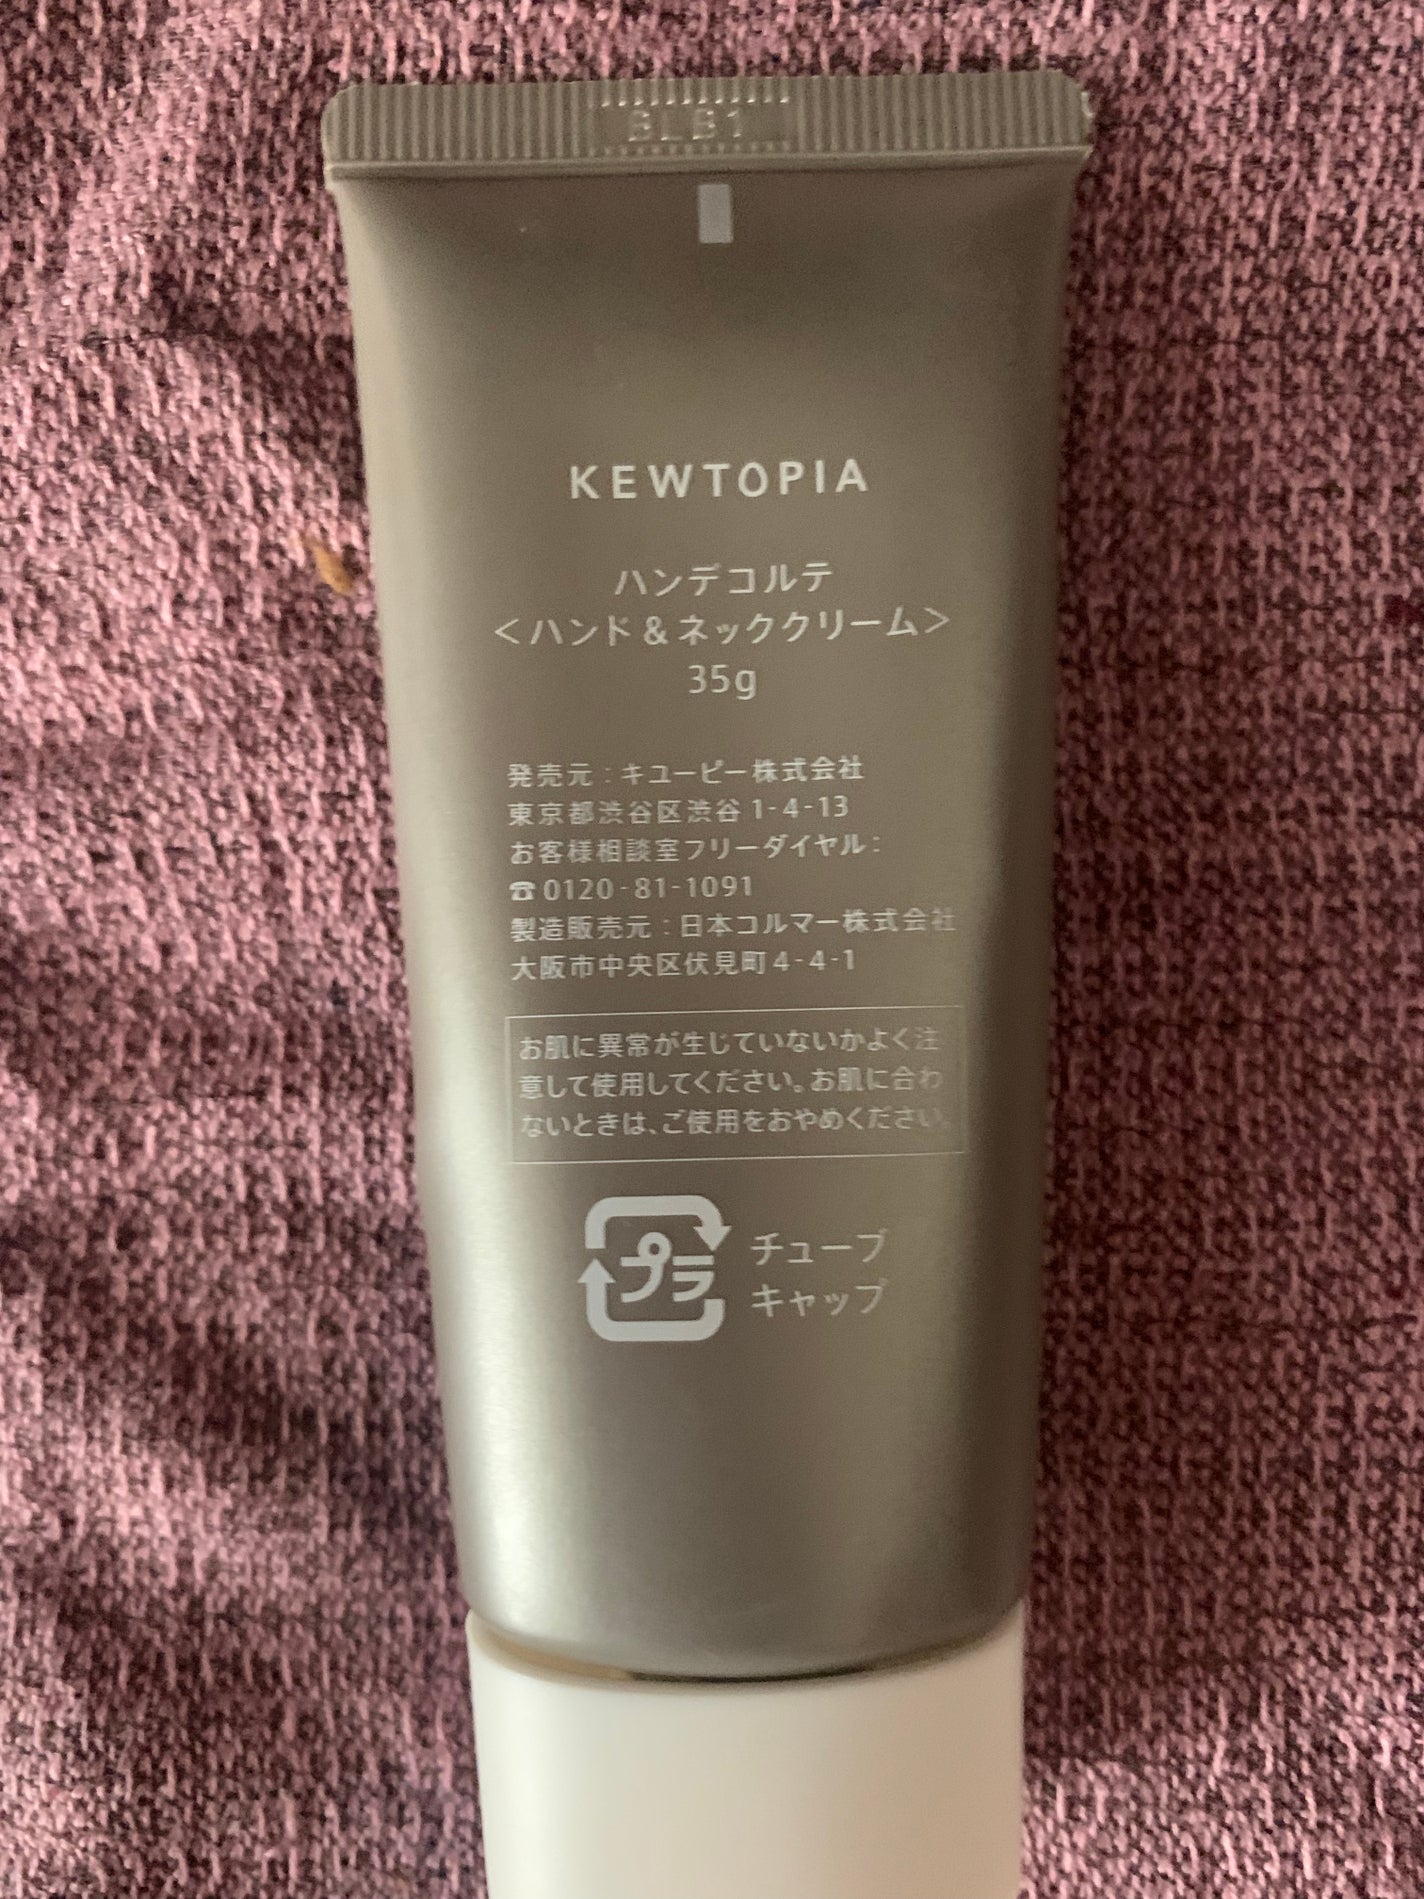 BLB1
KEWTOPIA
ハンデコルテ
＜ハンド＆ネッククリーム＞
35g
発売元：キユーピー株式会社
東京都渋谷区渋谷 1-4-13
お客様相談室フリーダイヤル：
☎0120-81-1091
製造販売元：日本コルマー株式会社
大阪市中央区伏見町 4-4-1
お肌に異常が生じていないかよく注
意して使用してください。お肌に合わ
ないときは、ご使用をおやめください。
プラ チューブ
キャップ